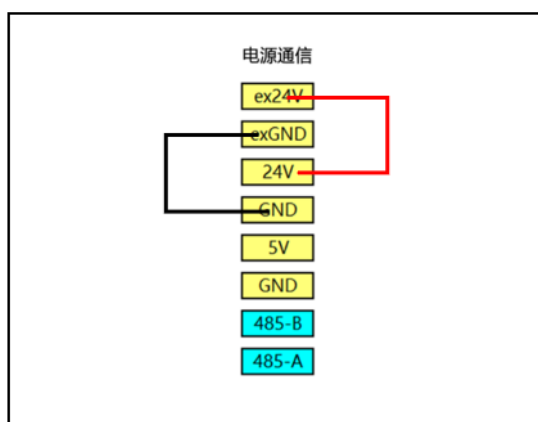 电源通信
ex24V
exGND
24V
GND
5V
GND
485-B
485-A